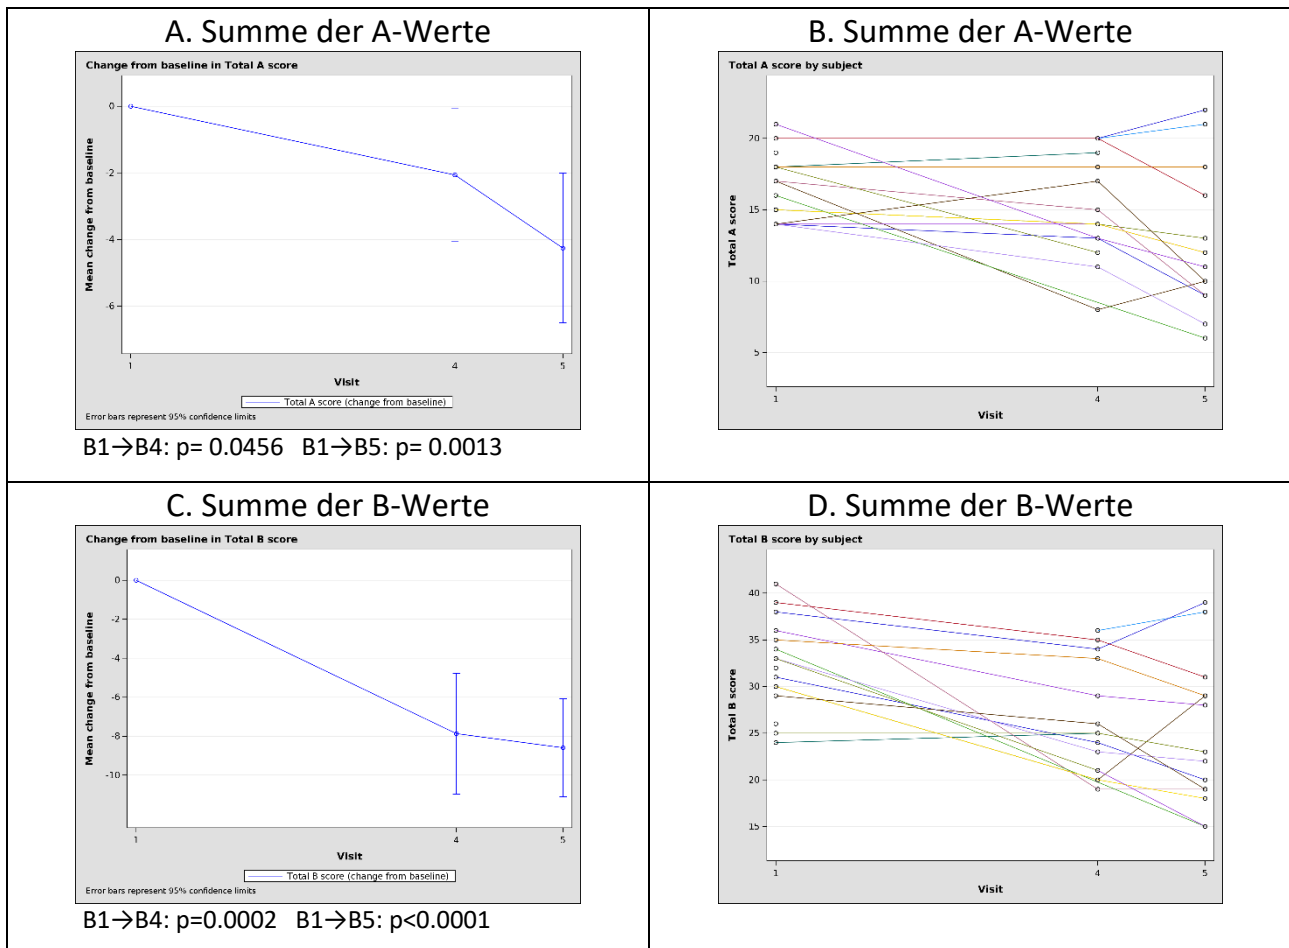 A. Summe der A-Werte
Change from baseline in Total A score
Mean change from baseline
0
-2
-4
-6
1
4
5
Visit
Total A score (change from baseline)
Error bars represent 95% confidence limits
B1→B4: p= 0.0456 B1→B5: p= 0.0013
B. Summe der A-Werte
Total A score by subject
Total A score
20
15
10
5
1
4
5
Visit
C. Summe der B-Werte
Change from baseline in Total B score
Mean change from baseline
0
-2
-4
-6
-8
-10
1
4
5
Visit
Total B score (change from baseline)
Error bars represent 95% confidence limits
B1→B4: p=0.0002 B1→B5: p<0.0001
D. Summe der B-Werte
Total B score by subject
Total B score
40
35
30
25
20
15
1
4
5
Visit